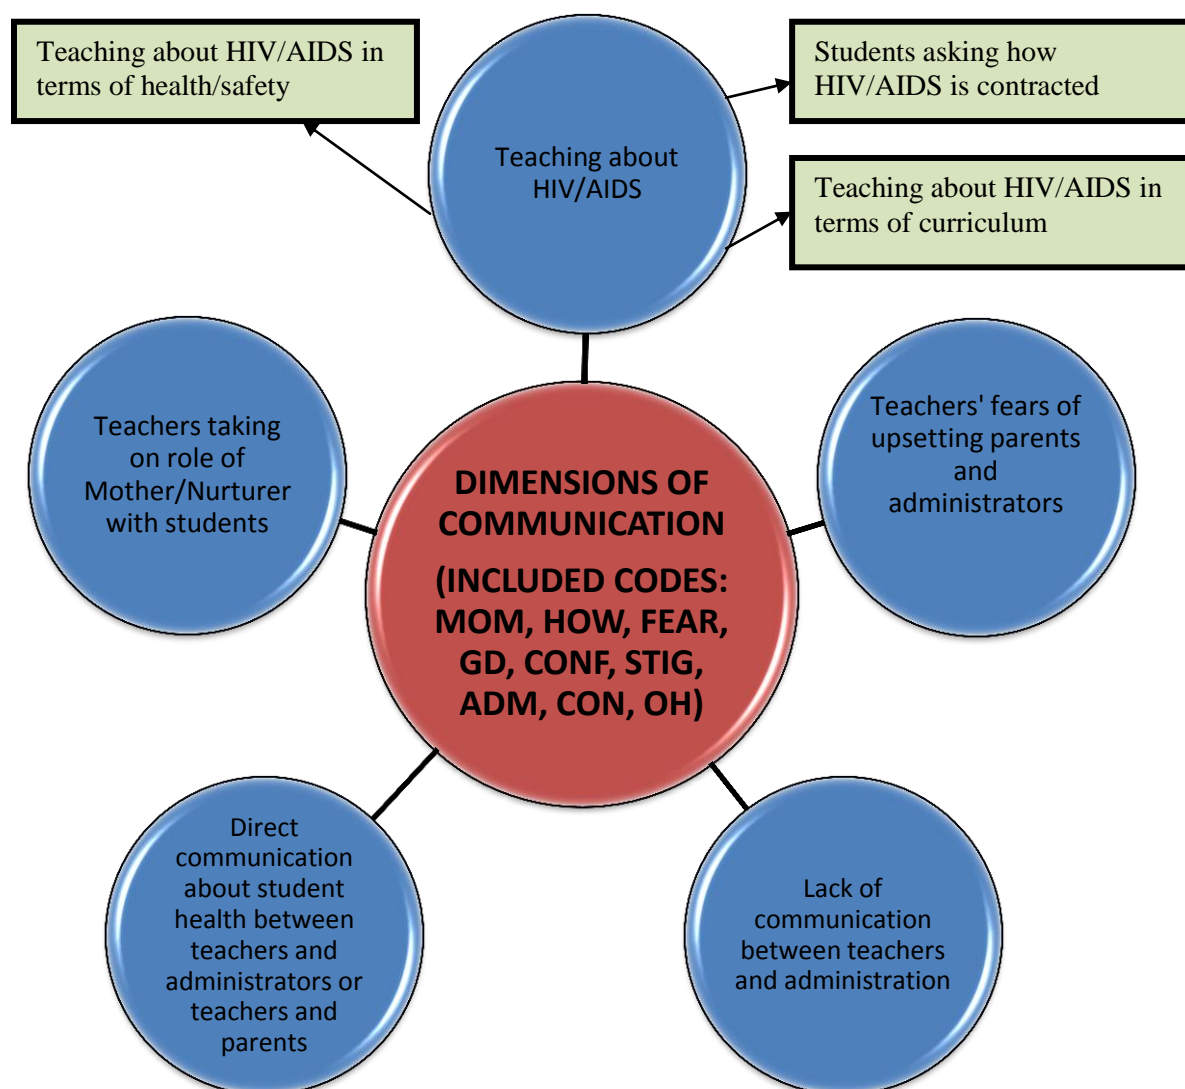 Teaching about HIV/AIDS in
terms of health/safety
Students asking how
HIV/AIDS is contracted
Teaching about
HIV/AIDS
Teaching about HIV/AIDS in
terms of curriculum
Teachers taking
on role of
Mother/Nurturer
with students
Teachers' fears of
upsetting parents
and
administrators
DIMENSIONS OF
COMMUNICATION
(INCLUDED CODES:
MOM, HOW, FEAR,
GD, CONF, STIG,
ADM, CON, OH)
Direct
communication
about student
health between
teachers and
administrators or
teachers and
parents
Lack of
communication
between teachers
and administration